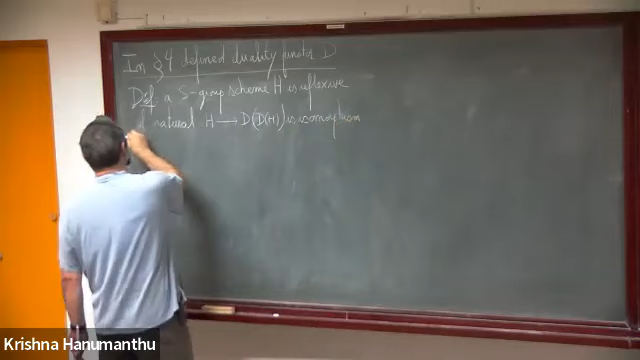 In §4 defined duality functor D
Def. a S-group scheme H is reflexive
if natural H → D(D(H)) is isomorphism
Krishna Hanumanthu